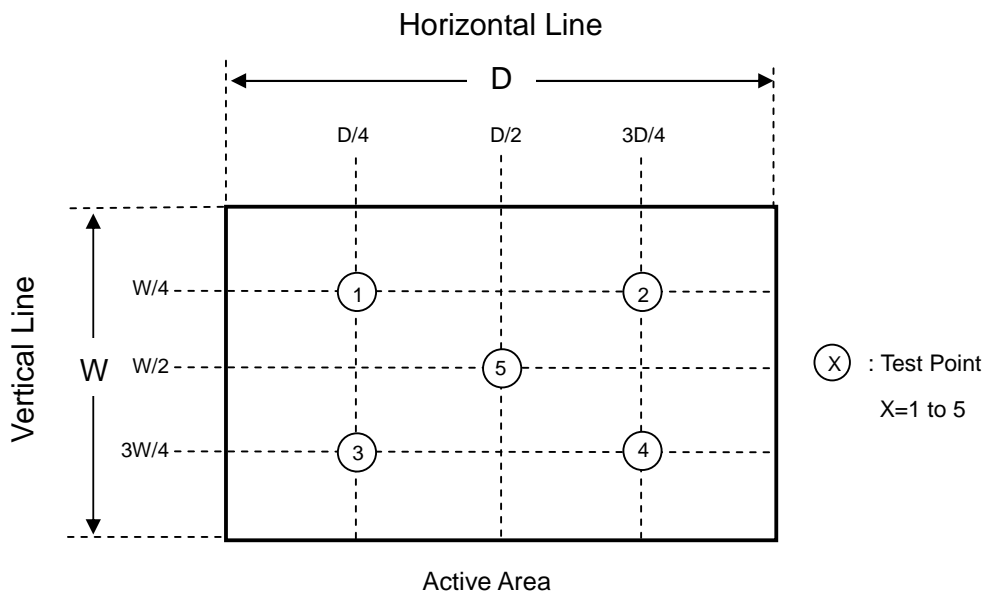 Horizontal Line
D
D/4 D/2 3D/4
Vertical Line
W
W/4
W/2
3W/4
1
2
5
3
4
X : Test Point
X=1 to 5
Active Area